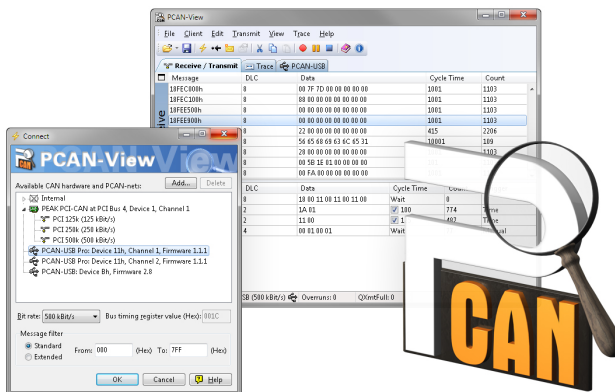 PCAN-View
File Client Edit Transmit View Trace Help
Receive / Transmit Trace PCAN-USB
Message DLC Data Cycle Time Count
18FEC000h 8 00 7F 7D 00 00 00 00 00 1001 1103
18FEC100h 8 88 00 00 00 00 00 00 00 1001 1103
18FEE500h 8 00 00 00 00 00 00 00 00 1001 1103
18FEE900h 8 00 00 00 00 00 00 00 00 1001 1103
8 22 00 00 00 00 00 00 00 415 2206
8 56 65 68 69 63 6C 65 31 10001 109
8 20 00 00 00 00 00 00 00
8 00 5B 1E 01 00 00 00 00
8 00 FA 00 00 00 00 00 00
DLC Data Cycle Time
8 18 00 11 00 11 00 11 00 Wait 0
2 1A 01 100 774 Time
2 11 00
4 00 01 00 01 Wait
SB (500 kBit/s) Overruns: 0 QXmtFull: 0
Connect
PCAN-View
Available CAN hardware and PCAN-nets:
Add... Delete
Internal
PEAK PCI-CAN at PCI Bus 4, Device 1, Channel 1
PCI 125k (125 kBit/s)
PCI 250k (250 kBit/s)
PCI 500k (500 kBit/s)
PCAN-USB Pro: Device 11h, Channel 1, Firmware 1.1.1
PCAN-USB Pro: Device 11h, Channel 2, Firmware 1.1.1
PCAN-USB: Device Bh, Firmware 2.8
Bit rate: 500 kBit/s Bus timing register value (Hex): 001C
Message filter
Standard
Extended
From: 000 (Hex) To: 7FF (Hex)
OK Cancel Help
CAN